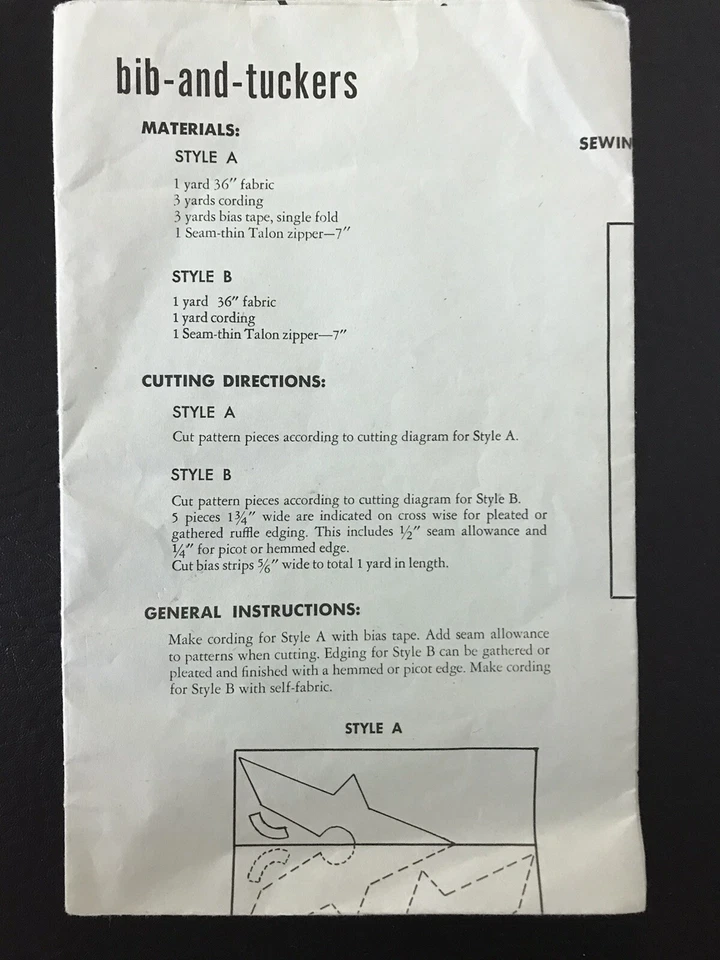 bib-and-tuckers
MATERIALS:
STYLE A
1 yard 36″ fabric
3 yards cording
3 yards bias tape, single fold
1 Seam-thin Talon zipper—7″
STYLE B
1 yard 36″ fabric
1 yard cording
1 Seam-thin Talon zipper—7″
CUTTING DIRECTIONS:
STYLE A
Cut pattern pieces according to cutting diagram for Style A.
STYLE B
Cut pattern pieces according to cutting diagram for Style B.
5 pieces 1¾″ wide are indicated on cross wise for pleated or
gathered ruffle edging. This includes ½″ seam allowance and
¼″ for picot or hemmed edge.
Cut bias strips ⅚″ wide to total 1 yard in length.
GENERAL INSTRUCTIONS:
Make cording for Style A with bias tape. Add seam allowance
to patterns when cutting. Edging for Style B can be gathered or
pleated and finished with a hemmed or picot edge. Make cording
for Style B with self-fabric.
STYLE A
SEWIN